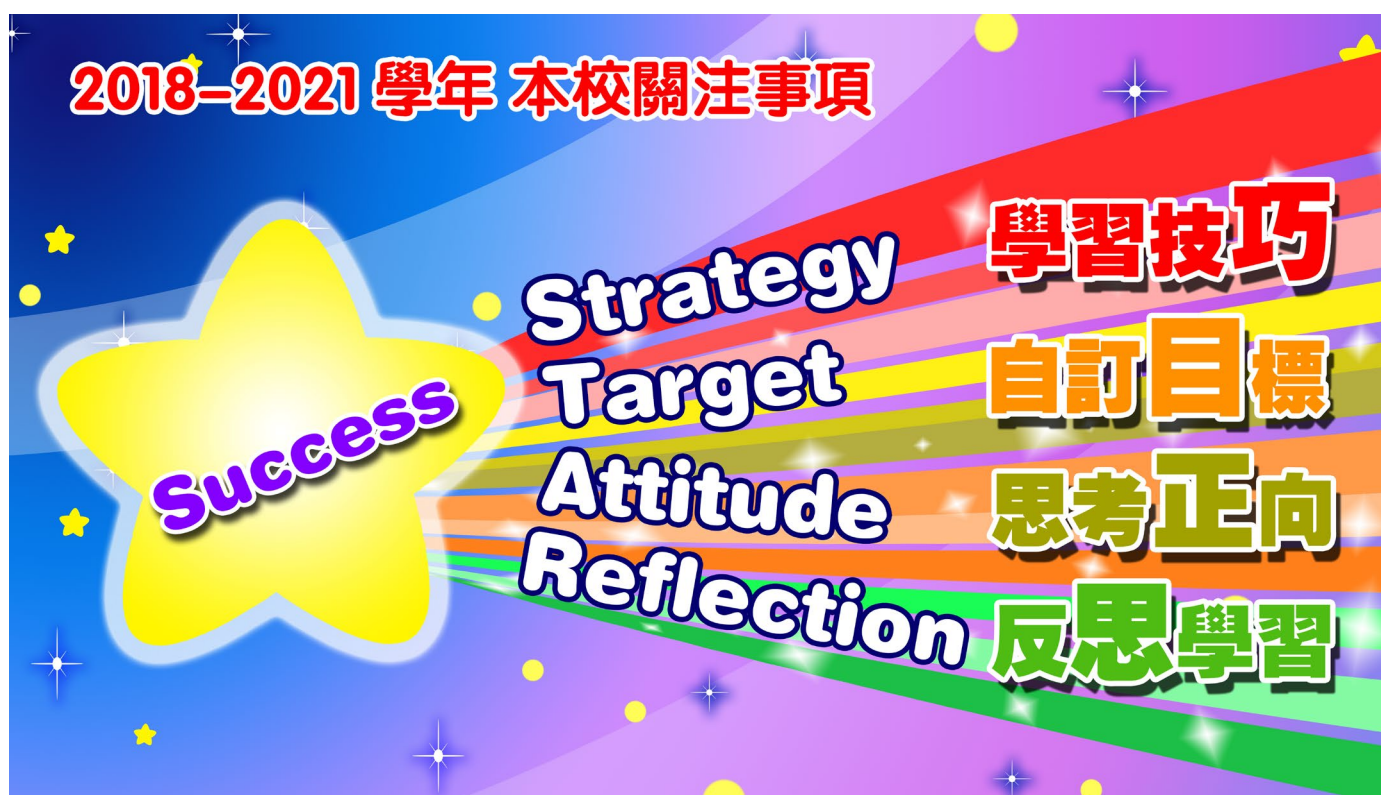 2018-2021 學年 本校關注事項
Success
Strategy 學習技巧
Target 自訂目標
Attitude 思考正向
Reflection 反思學習